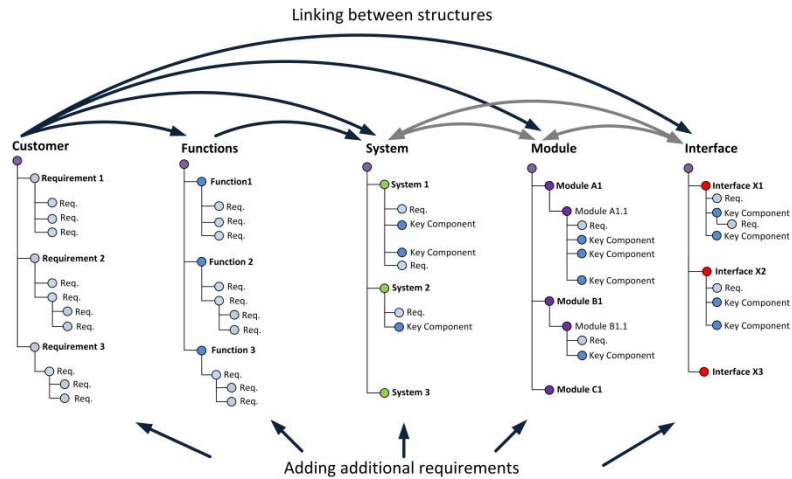 Linking between structures
Customer
Functions
System
Module
Interface
Requirement 1
Req.
Req.
Req.
Requirement 2
Req.
Req.
Req.
Req.
Requirement 3
Req.
Req.
Req.
Function1
Req.
Req.
Req.
Function 2
Req.
Req.
Req.
Req.
Function 3
Req.
Req.
Req.
System 1
Req.
Key Component
Key Component
Req.
System 2
Req.
Key Component
System 3
Module A1
Module A1.1
Req.
Key Component
Key Component
Key Component
Module B1
Module B1.1
Req.
Key Component
Module C1
Interface X1
Req.
Key Component
Req.
Key Component
Interface X2
Req.
Key Component
Key Component
Interface X3
Adding additional requirements